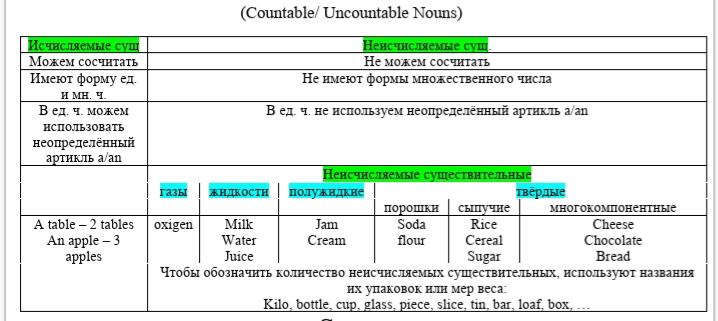 (Countable/ Uncountable Nouns)
Исчисляемые сущ
Неисчисляемые сущ.
Можем сосчитать
Не можем сосчитать
Имеют форму ед.
и мн. ч.
Не имеют формы множественного числа
В ед. ч. можем
использовать
неопределённый
артикль a/an
В ед. ч. не используем неопределённый артикль a/an
Неисчисляемые существительные
газы
жидкости
полужидкие
твёрдые
порошки
сыпучие
многокомпонентные
A table – 2 tables
An apple – 3
apples
oxigen
Milk
Water
Juice
Jam
Cream
Soda
flour
Rice
Cereal
Sugar
Cheese
Chocolate
Bread
Чтобы обозначить количество неисчисляемых существительных, используют названия
их упаковок или мер веса:
Kilo, bottle, cup, glass, piece, slice, tin, bar, loaf, box, …